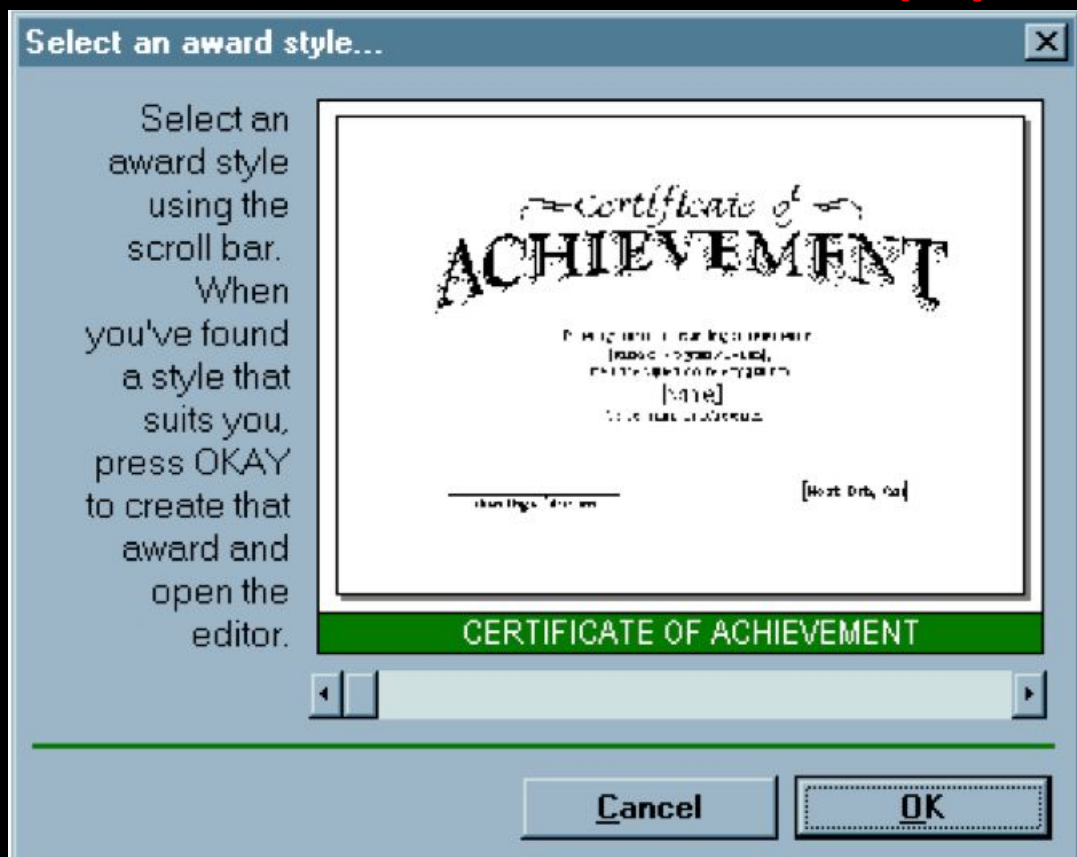 Select an award style...
Select an
award style
using the
scroll bar.
When
you've found
a style that
suits you,
press OKAY
to create that
award and
open the
editor.
Certificate of
ACHIEVEMENT
[Name]
CERTIFICATE OF ACHIEVEMENT
Cancel
OK